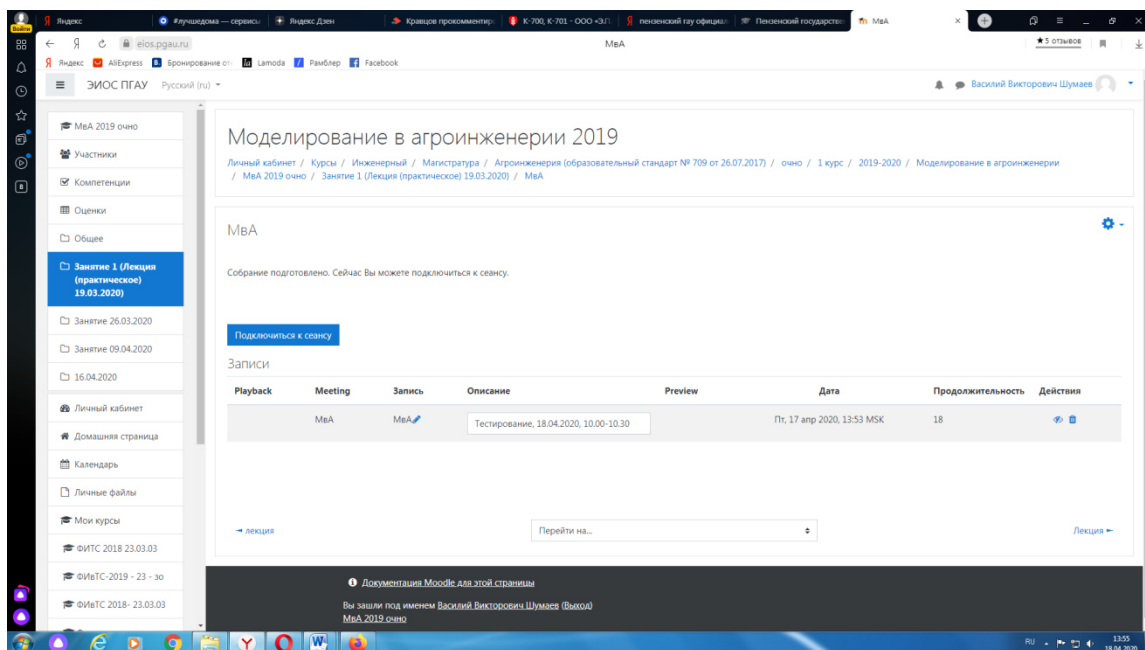 Войти
Яндекс
#лучшедома — сервисы
Яндекс Дзен
Кравцов прокомментиро
К-700, К-701 - ООО «З.П.
пензенский гау официал
Пензенский государстве
МвА
eios.pgau.ru
МвА
★ 5 отзывов
Яндекс
AliExpress
Бронирование от
Lamoda
Рамблер
Facebook
ЭИОС ПГАУ
Русский (ru)
Василий Викторович Шумаев
МвА 2019 очно
Участники
Компетенции
Оценки
Общее
Занятие 1 (Лекция
(практическое)
19.03.2020)
Занятие 26.03.2020
Занятие 09.04.2020
16.04.2020
Личный кабинет
Домашняя страница
Календарь
Личные файлы
Мои курсы
ФИТС 2018 23.03.03
ФИвТС-2019 - 23 - зо
ФИвТС 2018- 23.03.03
Моделирование в агроинженерии 2019
Личный кабинет / Курсы / Инженерный / Магистратура / Агроинженерия (образовательный стандарт № 709 от 26.07.2017) / очно / 1 курс / 2019-2020 / Моделирование в агроинженерии
/ МвА 2019 очно / Занятие 1 (Лекция (практическое) 19.03.2020) / МвА
МвА
Собрание подготовлено. Сейчас Вы можете подключиться к сеансу.
Подключиться к сеансу
Записи
Playback Meeting Запись Описание Preview Дата Продолжительность Действия
МвА МвА Тестирование, 18.04.2020, 10.00-10.30 Пт, 17 апр 2020, 13:53 MSK 18
лекция
Перейти на...
Лекция
Документация Moodle для этой страницы
Вы зашли под именем Василий Викторович Шумаев (Выход)
МвА 2019 очно
RU
13:55
18.04.2020